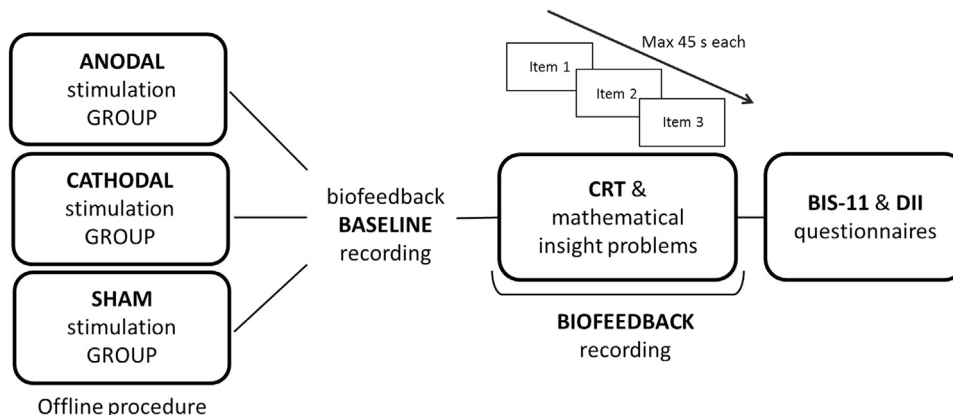 ANODAL
stimulation
GROUP
CATHODAL
stimulation
GROUP
SHAM
stimulation
GROUP
Offline procedure
biofeedback
BASELINE
recording
Max 45 s each
Item 1
Item 2
Item 3
CRT &
mathematical
insight problems
BIOFEEDBACK
recording
BIS-11 & DII
questionnaires